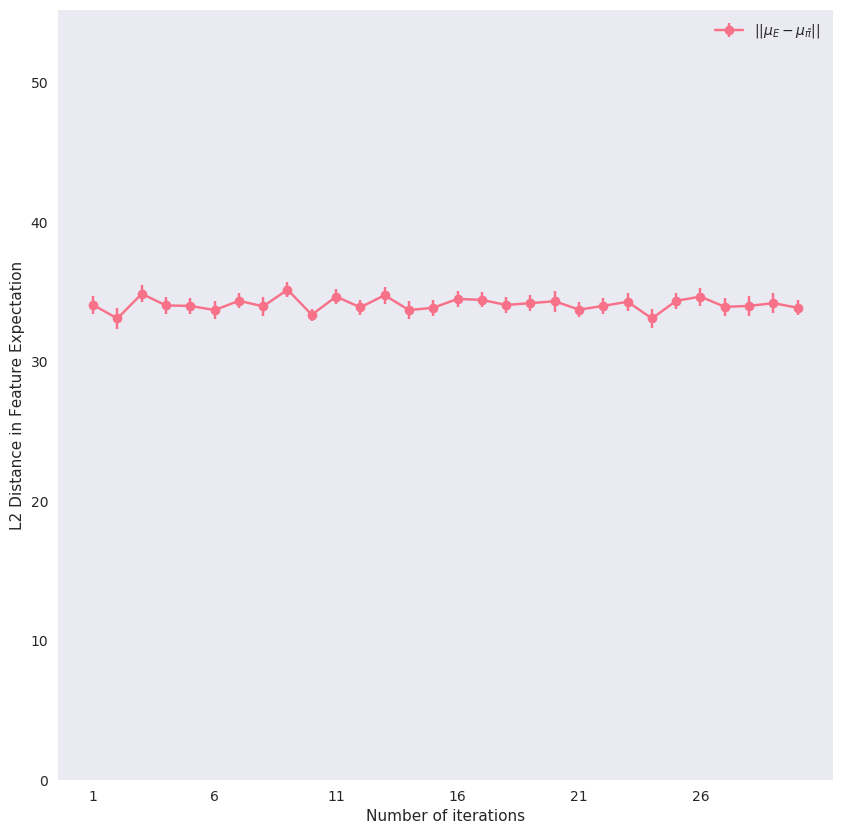 ||μ_E − μ_π̃||
50
40
30
20
10
0
L2 Distance in Feature Expectation
1 6 11 16 21 26
Number of iterations